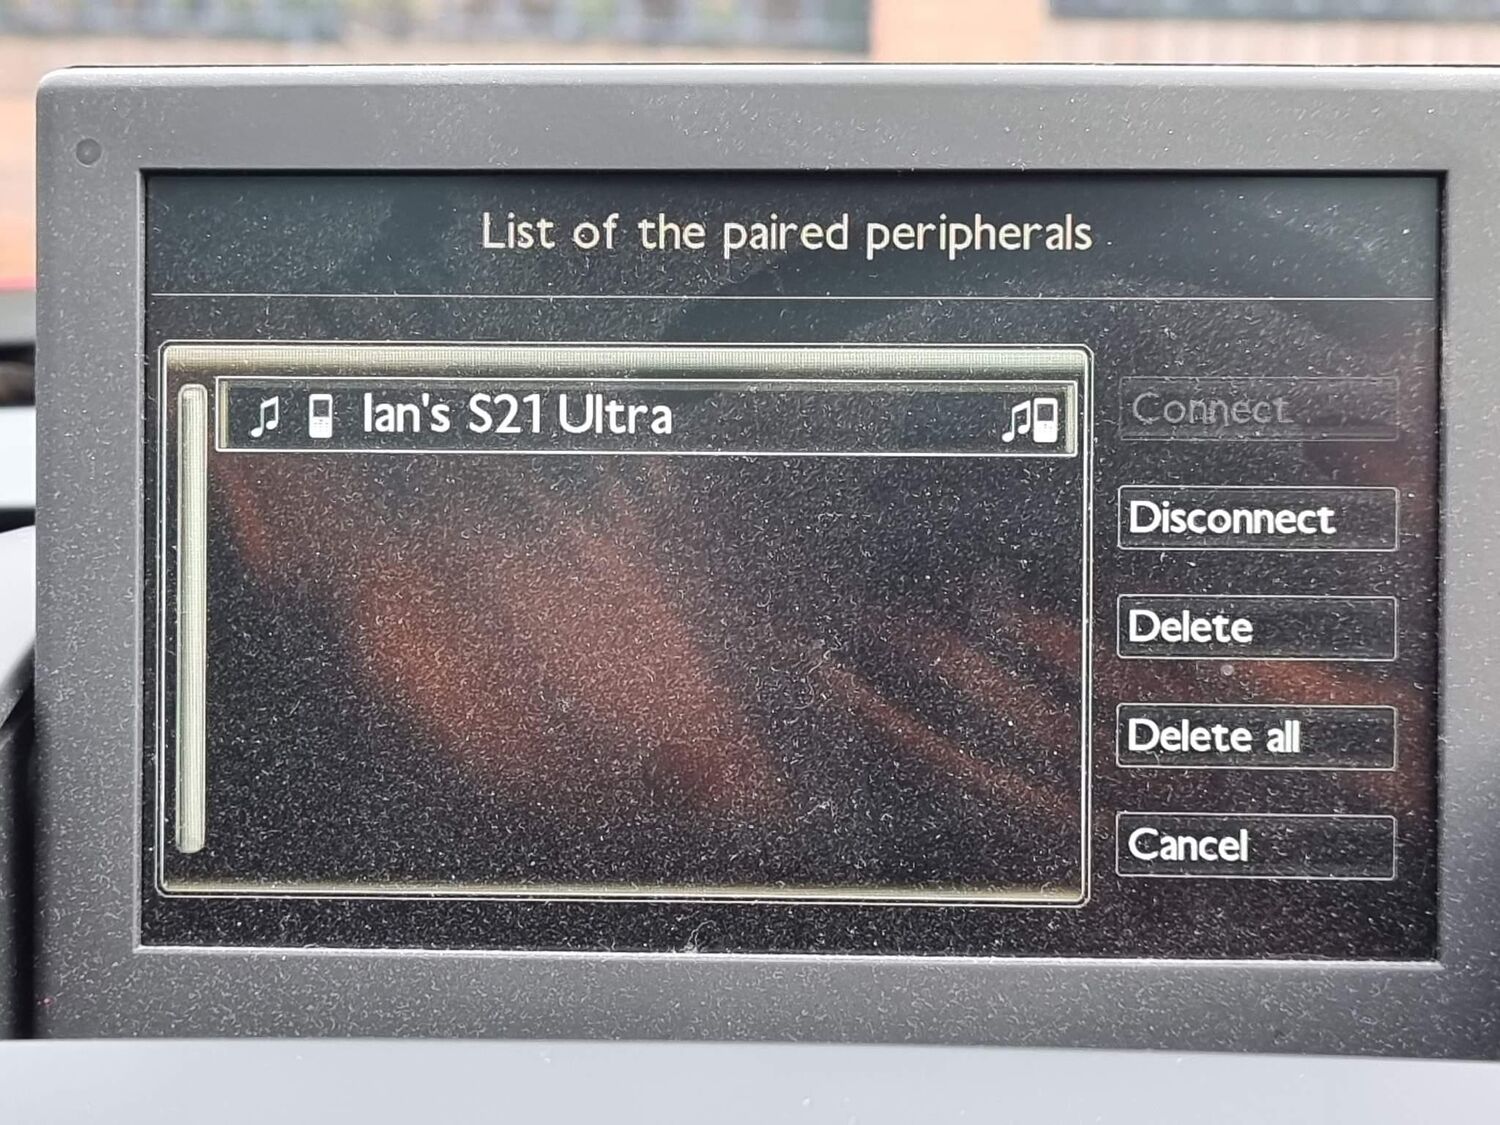 List of the paired peripherals
Ian's S21 Ultra
Connect
Disconnect
Delete
Delete all
Cancel